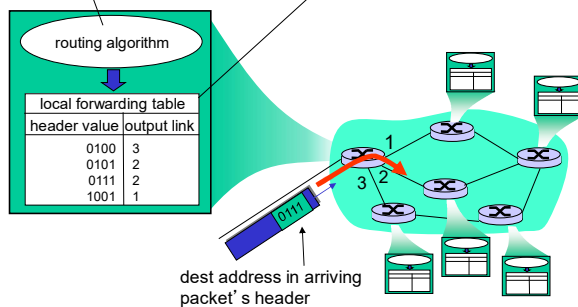 routing algorithm
local forwarding table
header value output link
0100 3
0101 2
0111 2
1001 1
1
2
3
0111
dest address in arriving
packet’s header